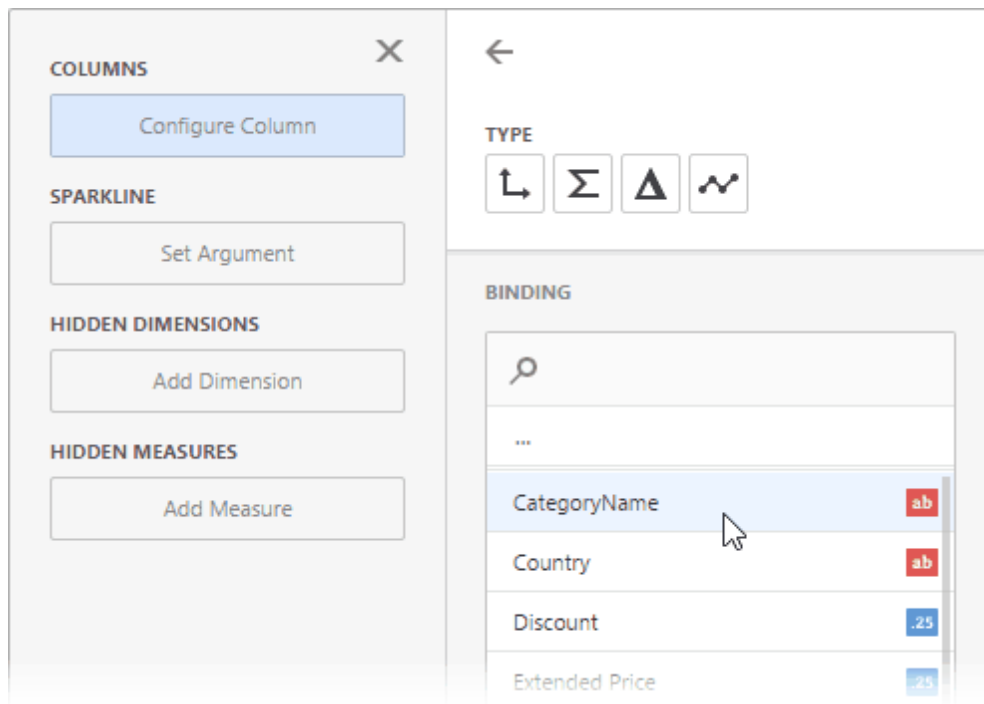 COLUMNS
Configure Column
SPARKLINE
Set Argument
HIDDEN DIMENSIONS
Add Dimension
HIDDEN MEASURES
Add Measure
TYPE
BINDING
...
CategoryName ab
Country ab
Discount .25
Extended Price .25